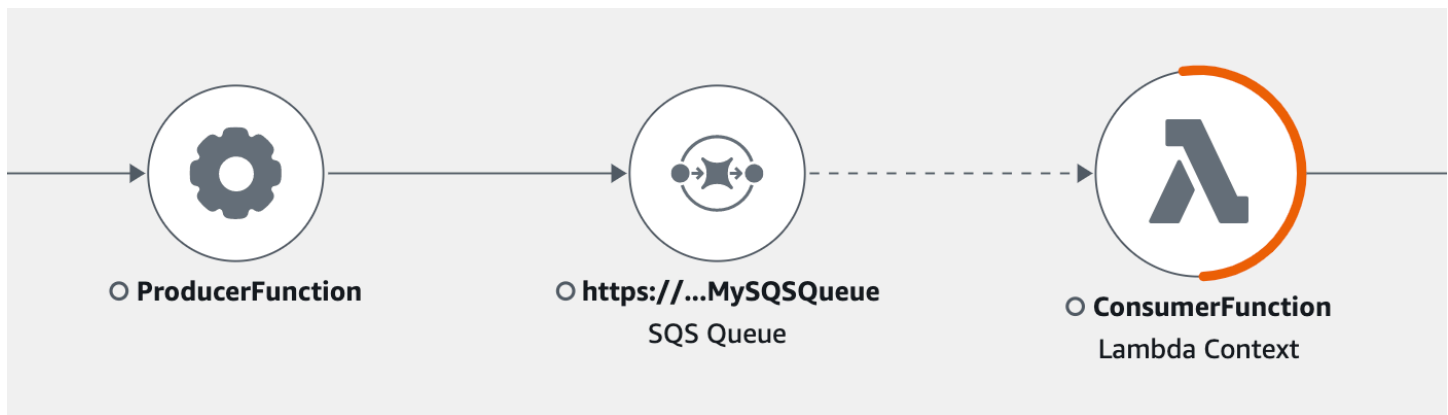 ProducerFunction
https://...MySQSQueue
SQS Queue
ConsumerFunction
Lambda Context